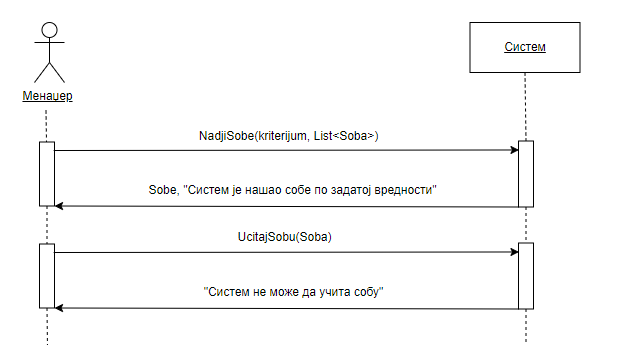 Менаџер
Систем
NadjiSobe(kriterijum, List<Soba>)
Sobe, "Систем је нашао собе по задатој вредности"
UcitajSobu(Soba)
"Систем не може да учита собу"